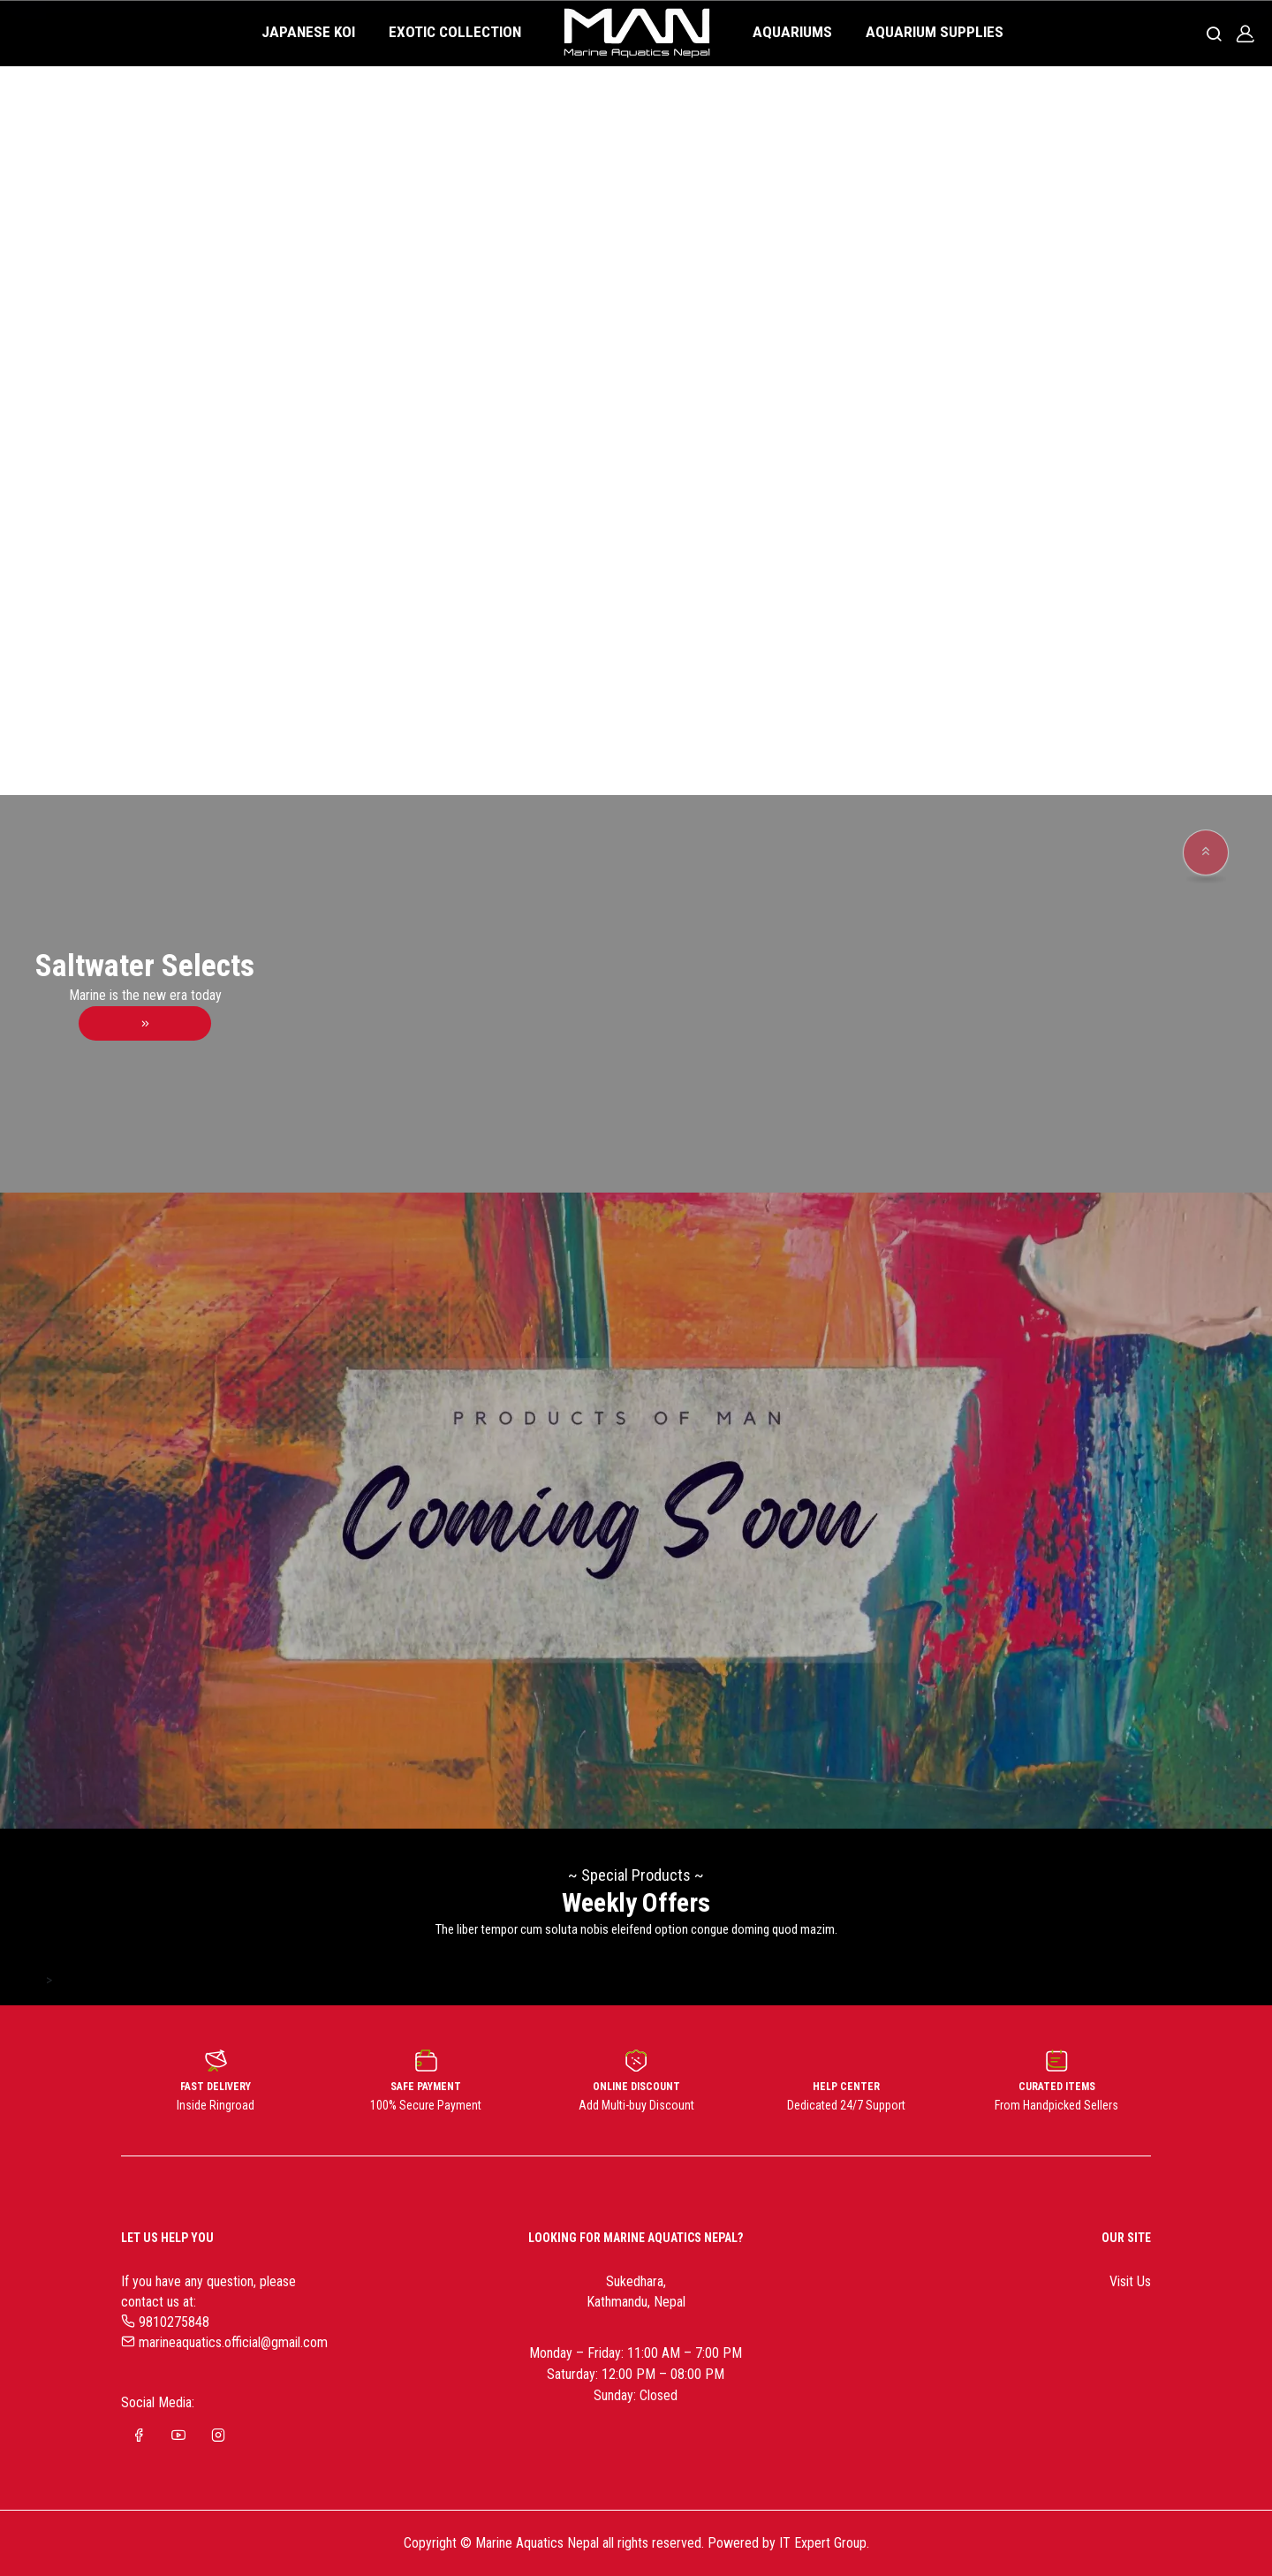 JAPANESE KOI
EXOTIC COLLECTION
MAN
Marine Aquatics Nepal
AQUARIUMS
AQUARIUM SUPPLIES
Saltwater Selects
Marine is the new era today
»
PRODUCTS OF MAN
Coming Soon
~ Special Products ~
Weekly Offers
The liber tempor cum soluta nobis eleifend option congue doming quod mazim.
>
FAST DELIVERY
Inside Ringroad
SAFE PAYMENT
100% Secure Payment
ONLINE DISCOUNT
Add Multi-buy Discount
HELP CENTER
Dedicated 24/7 Support
CURATED ITEMS
From Handpicked Sellers
LET US HELP YOU
If you have any question, please
contact us at:
9810275848
marineaquatics.official@gmail.com
Social Media:
LOOKING FOR MARINE AQUATICS NEPAL?
Sukedhara,
Kathmandu, Nepal
Monday – Friday: 11:00 AM – 7:00 PM
Saturday: 12:00 PM – 08:00 PM
Sunday: Closed
OUR SITE
Visit Us
Copyright © Marine Aquatics Nepal all rights reserved. Powered by IT Expert Group.